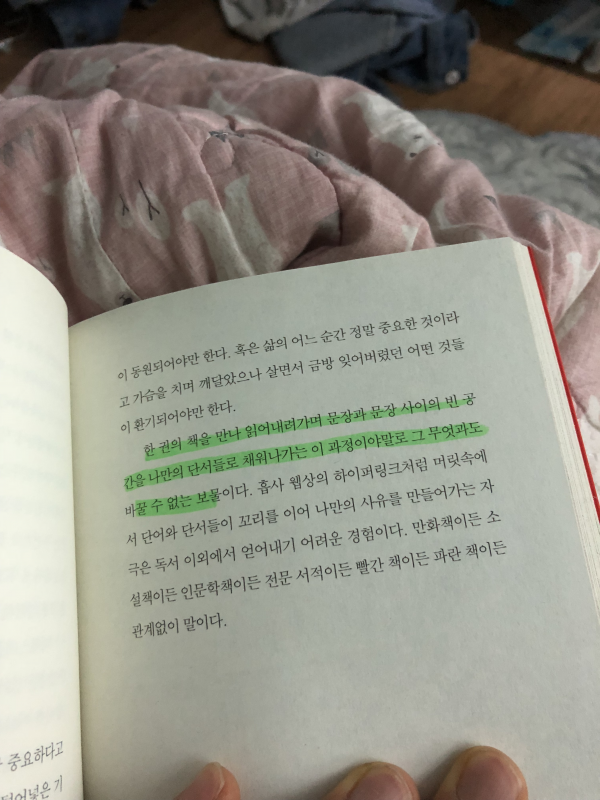 중요하다고
이 동원되어야만 한다. 혹은 삶의 어느 순간 정말 중요한 것이라
고 가슴을 치며 깨달았으나 살면서 금방 잊어버렸던 어떤 것들
이 환기되어야만 한다.
한 권의 책을 만나 읽어내려가며 문장과 문장 사이의 빈 공
간을 나만의 단서들로 채워나가는 이 과정이야말로 그 무엇과도
바꿀 수 없는 보물이다. 흡사 웹상의 하이퍼링크처럼 머릿속에
서 단어와 단서들이 꼬리를 이어 나만의 사유를 만들어가는 자
극은 독서 이외에서 얻어내기 어려운 경험이다. 만화책이든 소
설책이든 인문학책이든 전문 서적이든 빨간 책이든 파란 책이든
관계없이 말이다.